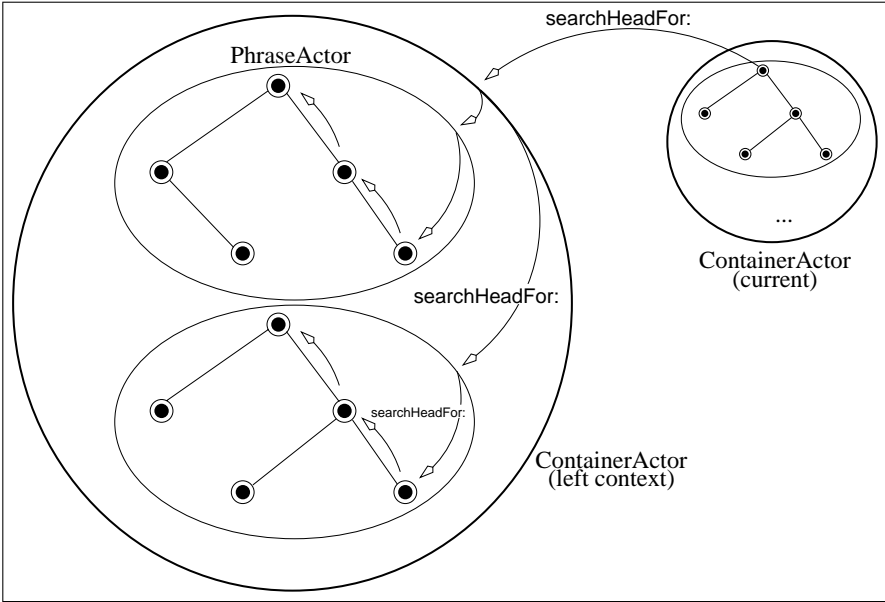 searchHeadFor:
PhraseActor
...
ContainerActor
(current)
searchHeadFor:
searchHeadFor:
ContainerActor
(left context)